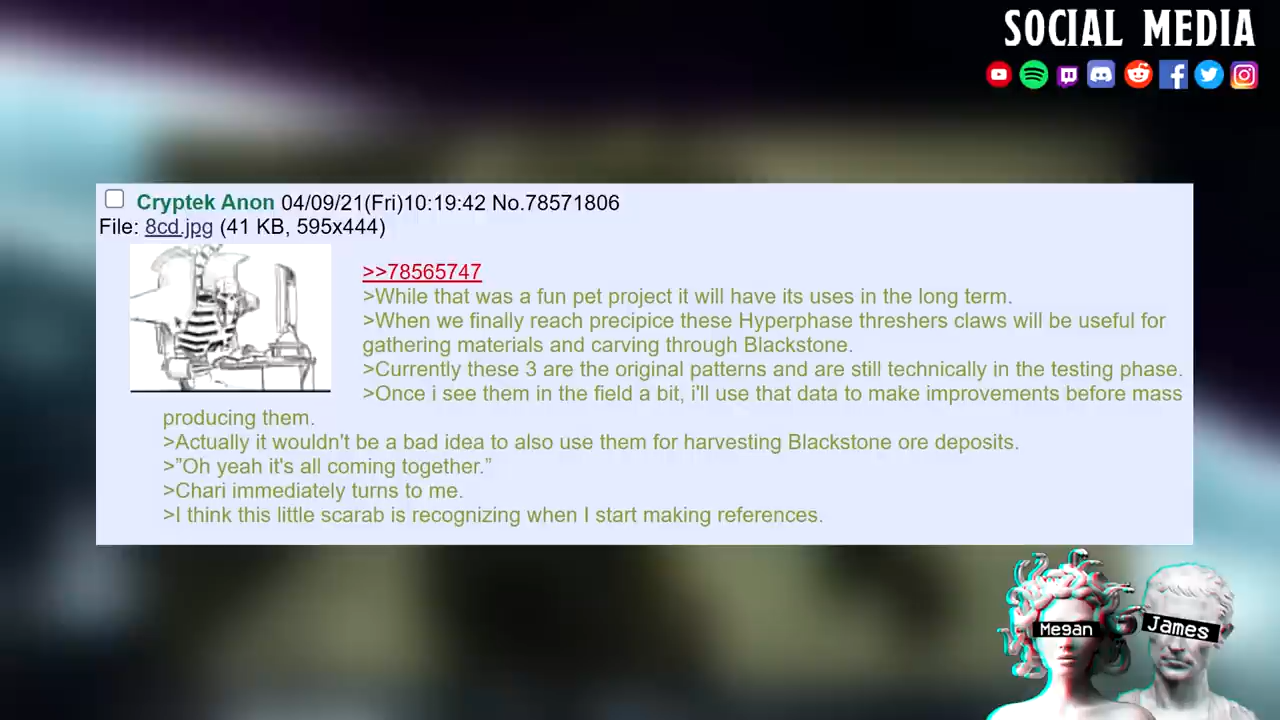 SOCIAL MEDIA
Cryptek Anon 04/09/21(Fri)10:19:42 No.78571806
File: 8cd.jpg (41 KB, 595x444)
>>78565747
>While that was a fun pet project it will have its uses in the long term.
>When we finally reach precipice these Hyperphase threshers claws will be useful for
gathering materials and carving through Blackstone.
>Currently these 3 are the original patterns and are still technically in the testing phase.
>Once i see them in the field a bit, i'll use that data to make improvements before mass
producing them.
>Actually it wouldn't be a bad idea to also use them for harvesting Blackstone ore deposits.
>"Oh yeah it's all coming together."
>Chari immediately turns to me.
>I think this little scarab is recognizing when I start making references.
Megan
James